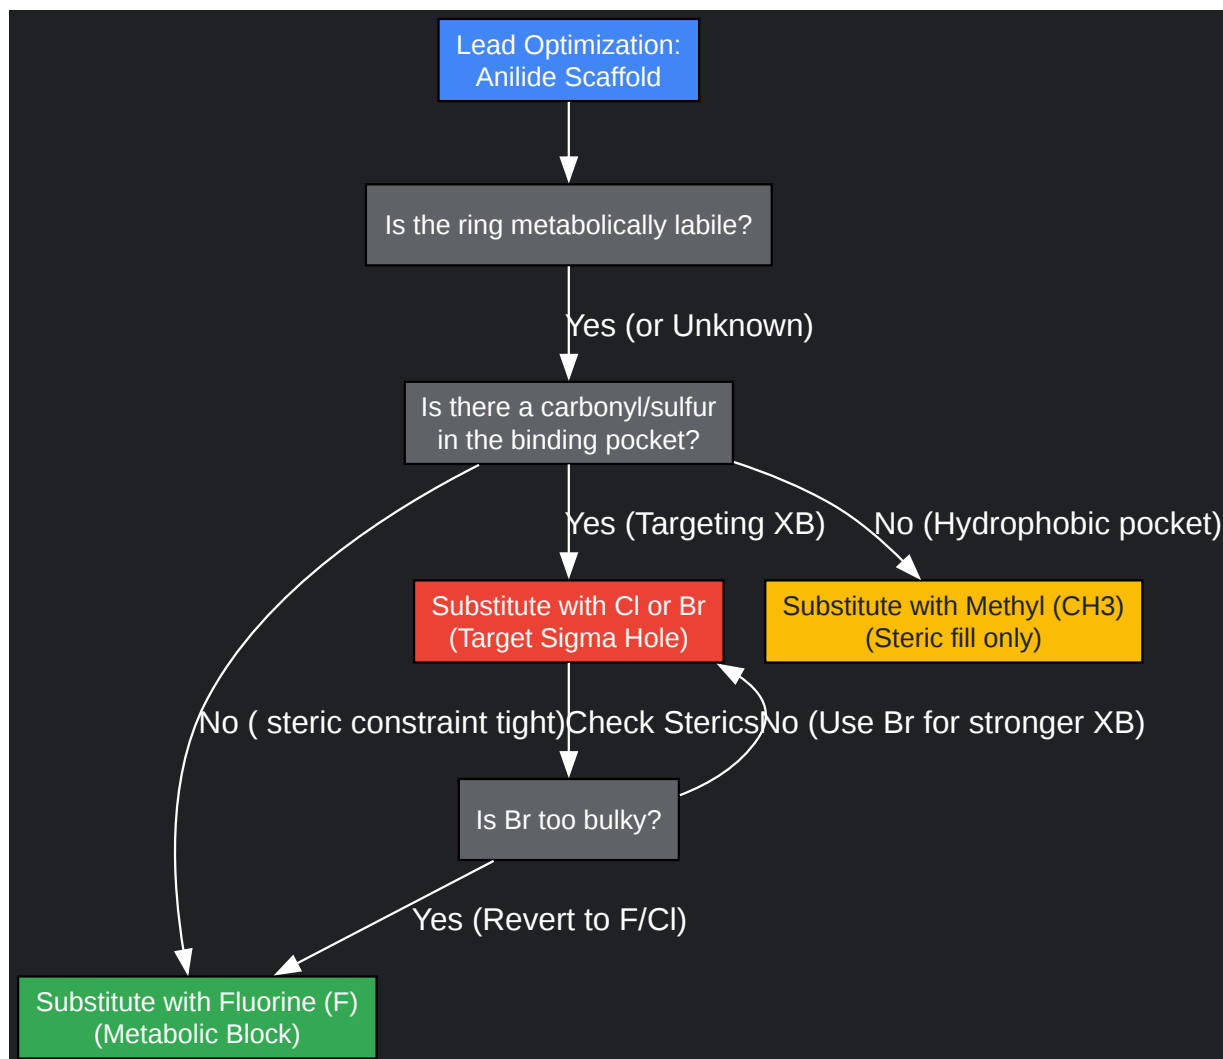 Lead Optimization:
Anilide Scaffold
Is the ring metabolically labile?
Yes (or Unknown)
Is there a carbonyl/sulfur
in the binding pocket?
Yes (Targeting XB)
No (Hydrophobic pocket)
Substitute with Cl or Br
(Target Sigma Hole)
Substitute with Methyl (CH3)
(Steric fill only)
No ( steric constraint tight)
Check Sterics
No (Use Br for stronger XB)
Is Br too bulky?
Yes (Revert to F/Cl)
Substitute with Fluorine (F)
(Metabolic Block)